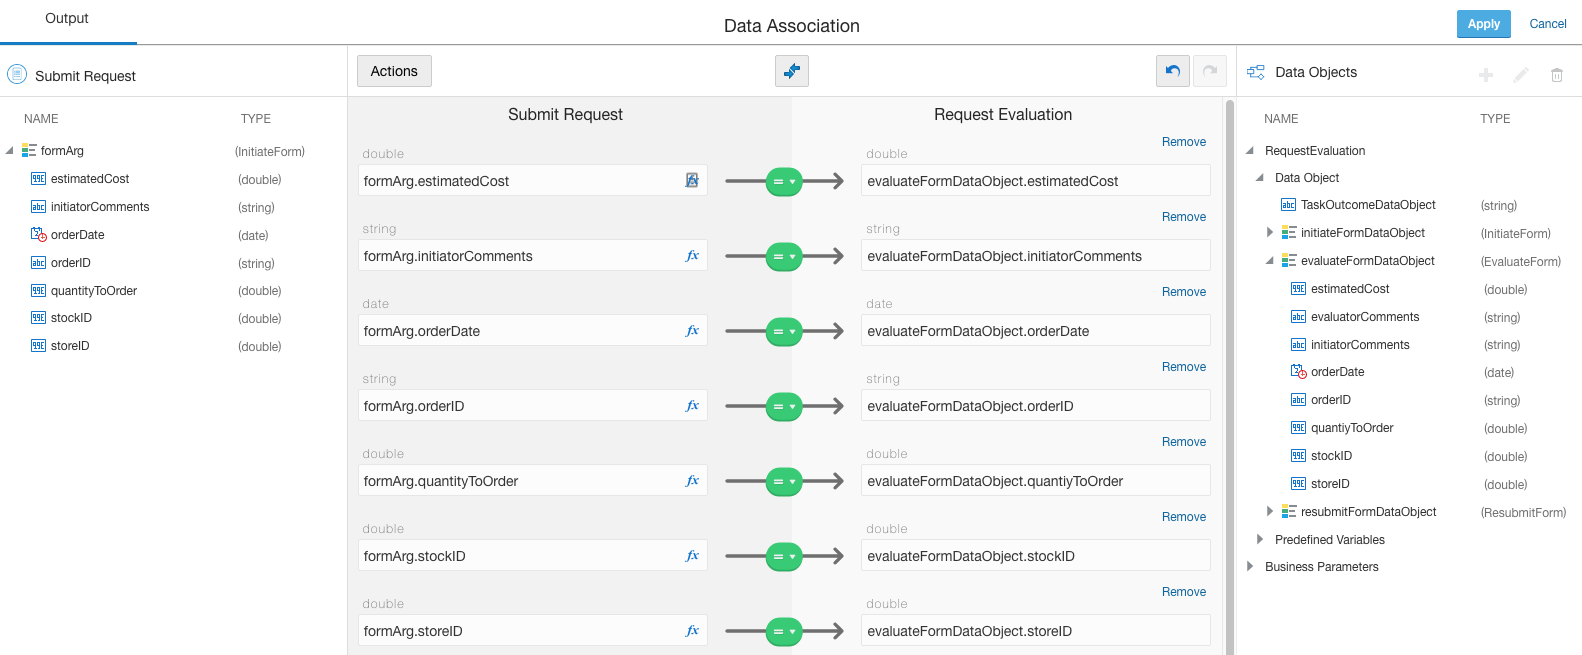 Output
Data Association
Apply
Cancel
Submit Request
NAME TYPE
formArg (InitiateForm)
estimatedCost (double)
initiatorComments (string)
orderDate (date)
orderID (string)
quantityToOrder (double)
stockID (double)
storeID (double)
Actions
Submit Request Request Evaluation
Remove
double double
formArg.estimatedCost fx = evaluateFormDataObject.estimatedCost
Remove
string string
formArg.initiatorComments fx = evaluateFormDataObject.initiatorComments
Remove
date date
formArg.orderDate fx = evaluateFormDataObject.orderDate
Remove
string string
formArg.orderID fx = evaluateFormDataObject.orderID
Remove
double double
formArg.quantityToOrder fx = evaluateFormDataObject.quantiyToOrder
Remove
double double
formArg.stockID fx = evaluateFormDataObject.stockID
Remove
double double
formArg.storeID fx = evaluateFormDataObject.storeID
Data Objects
NAME TYPE
RequestEvaluation
Data Object
abc TaskOutcomeDataObject (string)
initiateFormDataObject (InitiateForm)
evaluateFormDataObject (EvaluateForm)
estimatedCost (double)
abc evaluatorComments (string)
abc initiatorComments (string)
orderDate (date)
abc orderID (string)
quantiyToOrder (double)
stockID (double)
storeID (double)
resubmitFormDataObject (ResubmitForm)
Predefined Variables
Business Parameters